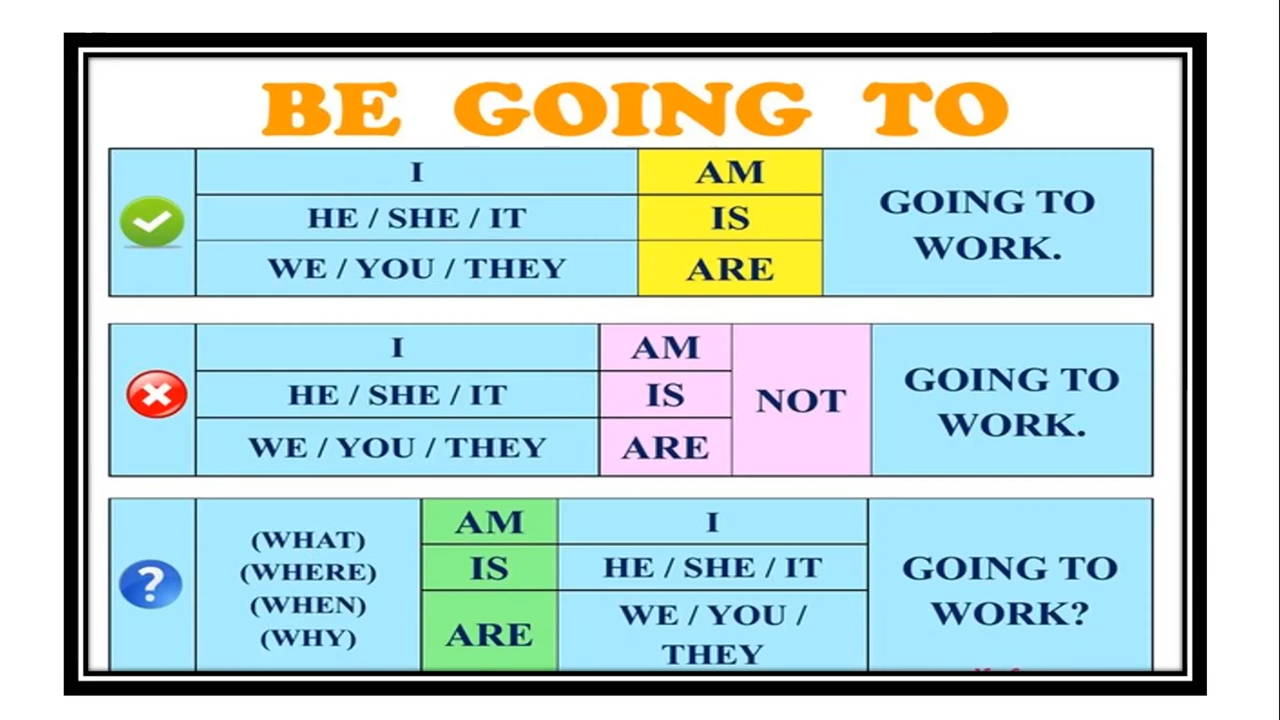 BE GOING TO
I AM
HE / SHE / IT IS
WE / YOU / THEY ARE
GOING TO
WORK.
I AM
HE / SHE / IT IS
WE / YOU / THEY ARE
NOT
GOING TO
WORK.
(WHAT)
(WHERE)
(WHEN)
(WHY)
AM I
IS HE / SHE / IT
ARE WE / YOU /
THEY
GOING TO
WORK?